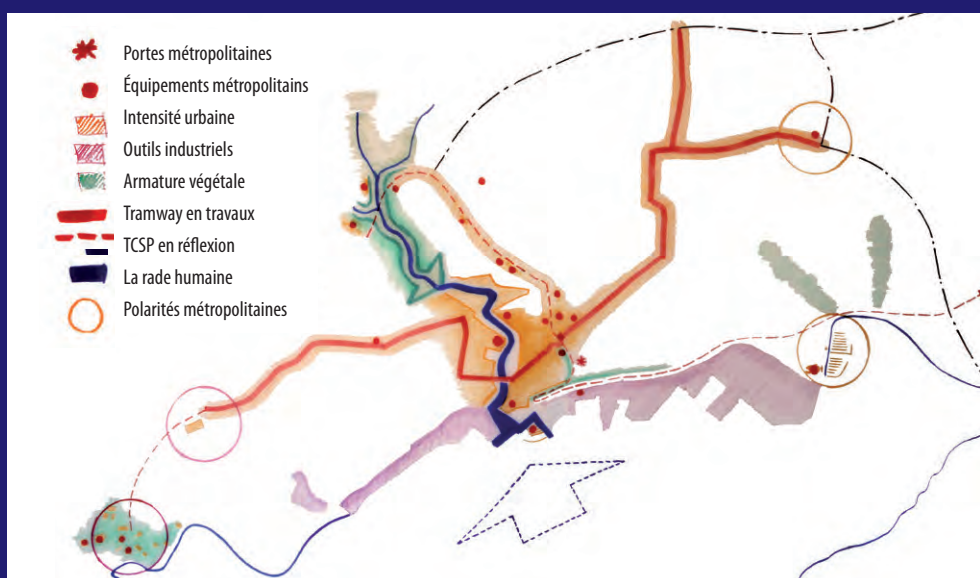 Portes métropolitaines
Équipements métropolitains
Intensité urbaine
Outils industriels
Armature végétale
Tramway en travaux
TCSP en réflexion
La rade humaine
Polarités métropolitaines